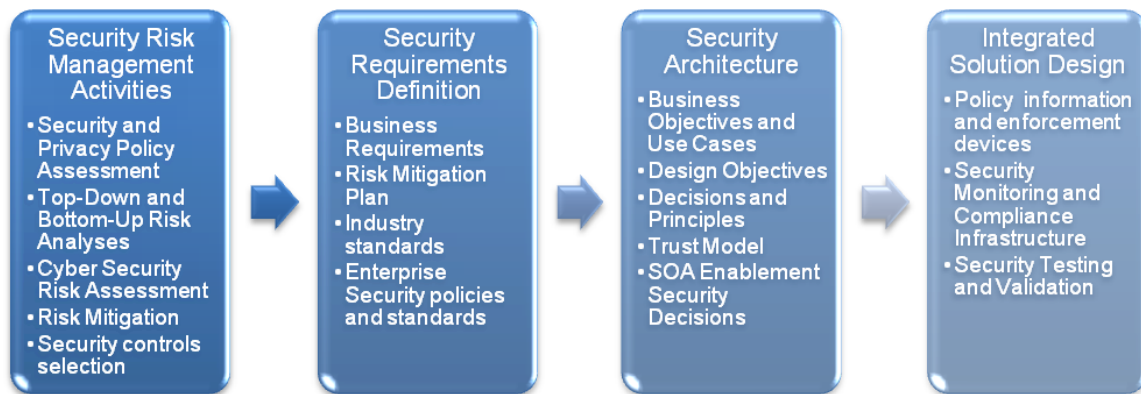 Security Risk
Management
Activities
• Security and
Privacy Policy
Assessment
• Top-Down and
Bottom-Up Risk
Analyses
• Cyber Security
Risk Assessment
• Risk Mitigation
• Security controls
selection
Security
Requirements
Definition
• Business
Requirements
• Risk Mitigation
Plan
• Industry
standards
• Enterprise
Security policies
and standards
Security
Architecture
• Business
Objectives and
Use Cases
• Design Objectives
• Decisions and
Principles
• Trust Model
• SOA Enablement
Security
Decisions
Integrated
Solution Design
• Policy information
and enforcement
devices
• Security
Monitoring and
Compliance
Infrastructure
• Security Testing
and Validation